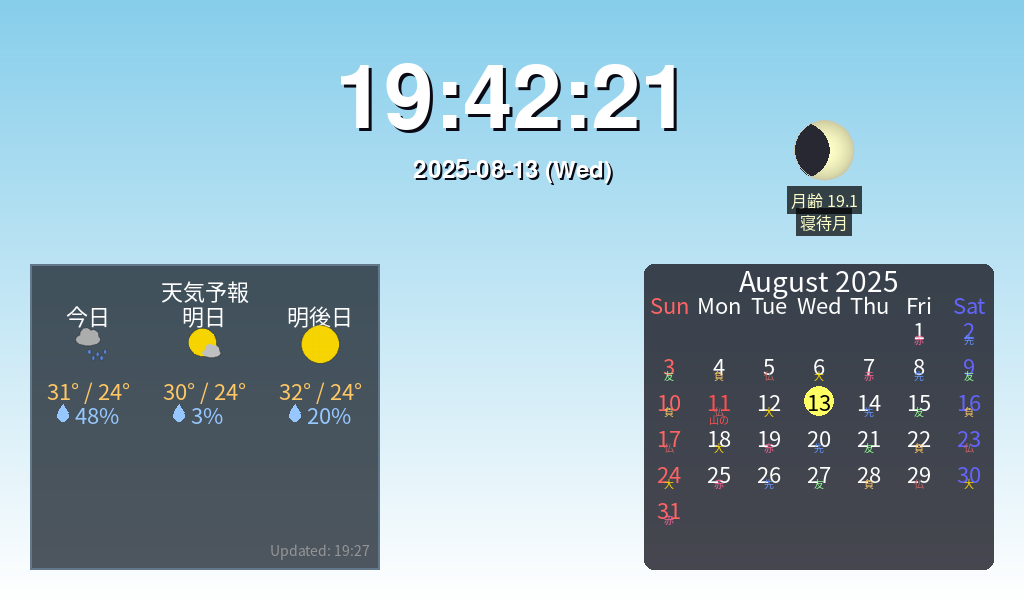 19:42:21
2025-08-13 (Wed)
月齢 19.1
寝待月
天気予報
今日 明日 明後日
31° / 24° 30° / 24° 32° / 24°
48% 3% 20%
Updated: 19:27
August 2025
Sun Mon Tue Wed Thu Fri Sat
1 2
赤 先
3 4 5 6 7 8 9
友 負 仏 大 赤 先 友
10 11 12 13 14 15 16
負 仏 大 先 友 負
山の
17 18 19 20 21 22 23
仏 大 赤 先 友 負 仏
24 25 26 27 28 29 30
大 赤 先 友 負 仏 大
31
赤